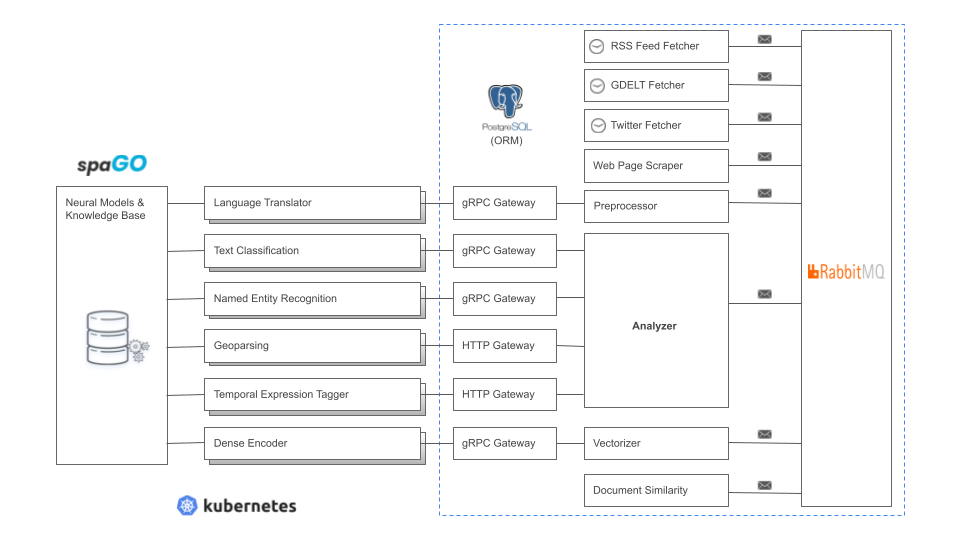 RSS Feed Fetcher
GDELT Fetcher
PostgreSQL
(ORM)
Twitter Fetcher
spaGO
Web Page Scraper
Neural Models &
Knowledge Base
Language Translator
gRPC Gateway
Preprocessor
Text Classification
gRPC Gateway
RabbitMQ
Named Entity Recognition
gRPC Gateway
Analyzer
Geoparsing
HTTP Gateway
Temporal Expression Tagger
HTTP Gateway
Dense Encoder
gRPC Gateway
Vectorizer
Document Similarity
kubernetes